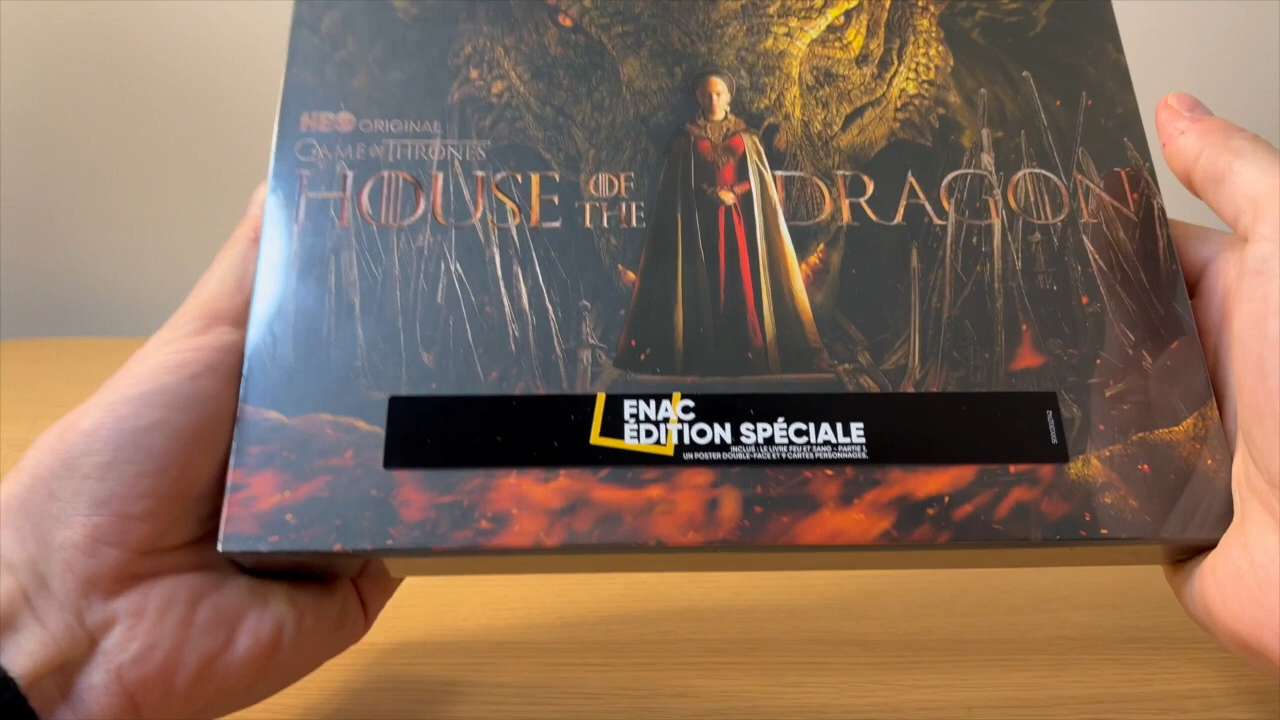 HBO ORIGINAL
GAME OF THRONES
HOUSE OF THE DRAGON
FNAC
ÉDITION SPÉCIALE
INCLUS : LE LIVRE FEU ET SANG - PARTIE 1,
UN POSTER DOUBLE-FACE ET 9 CARTES PERSONNAGES.